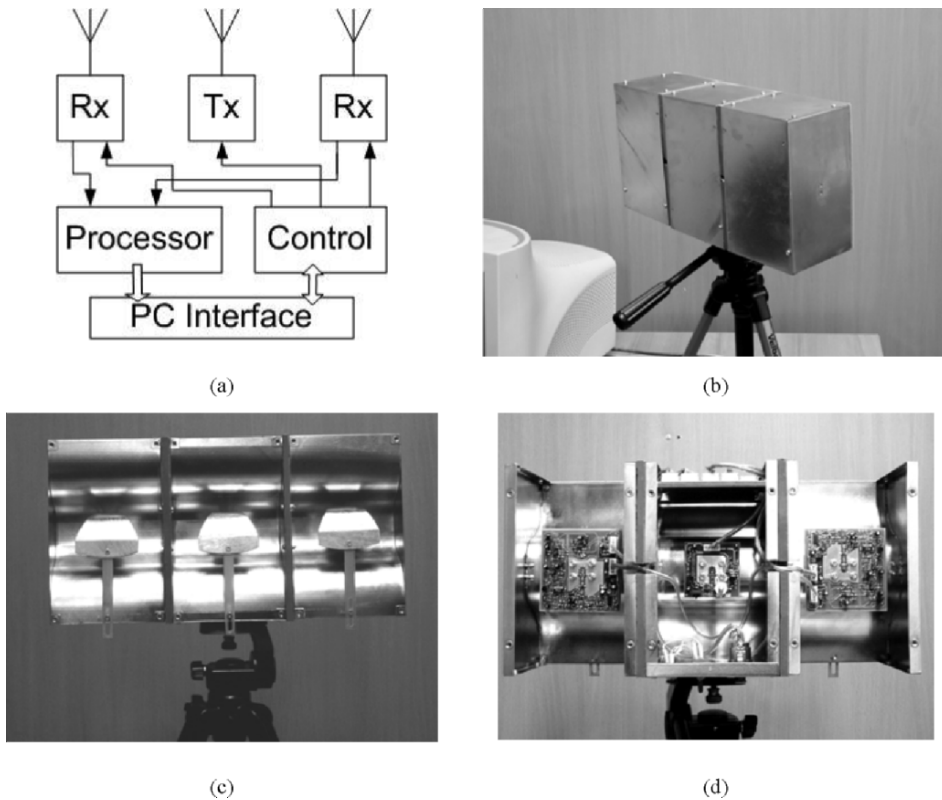 Rx Tx Rx
Processor Control
PC Interface
(a) (b)
(c) (d)